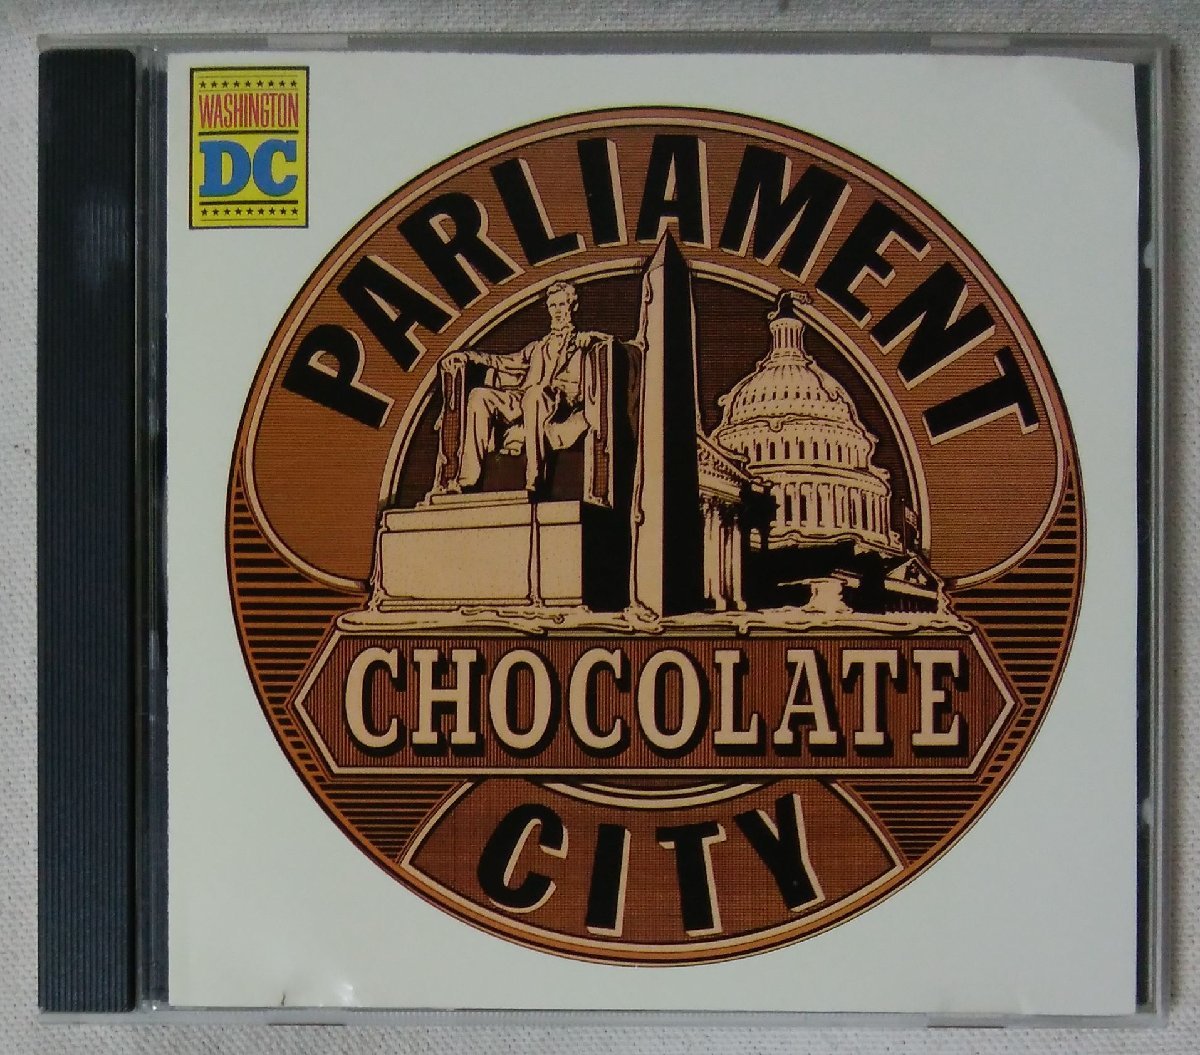 WASHINGTON
DC
PARLIAMENT
CHOCOLATE
CITY